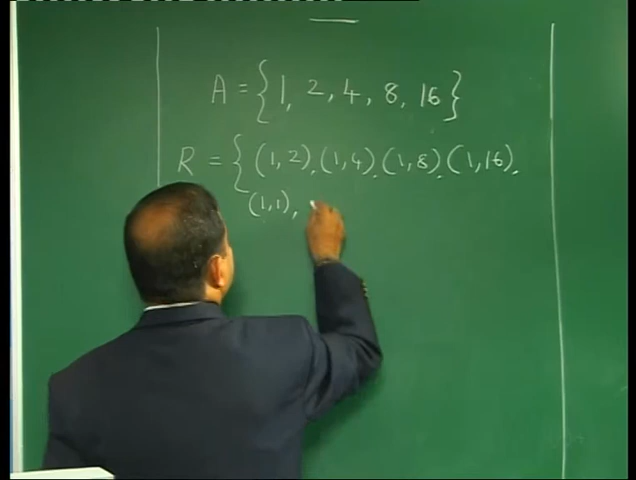 A = {1, 2, 4, 8, 16}
R = {(1,2), (1,4), (1,8), (1,16),
(1,1),